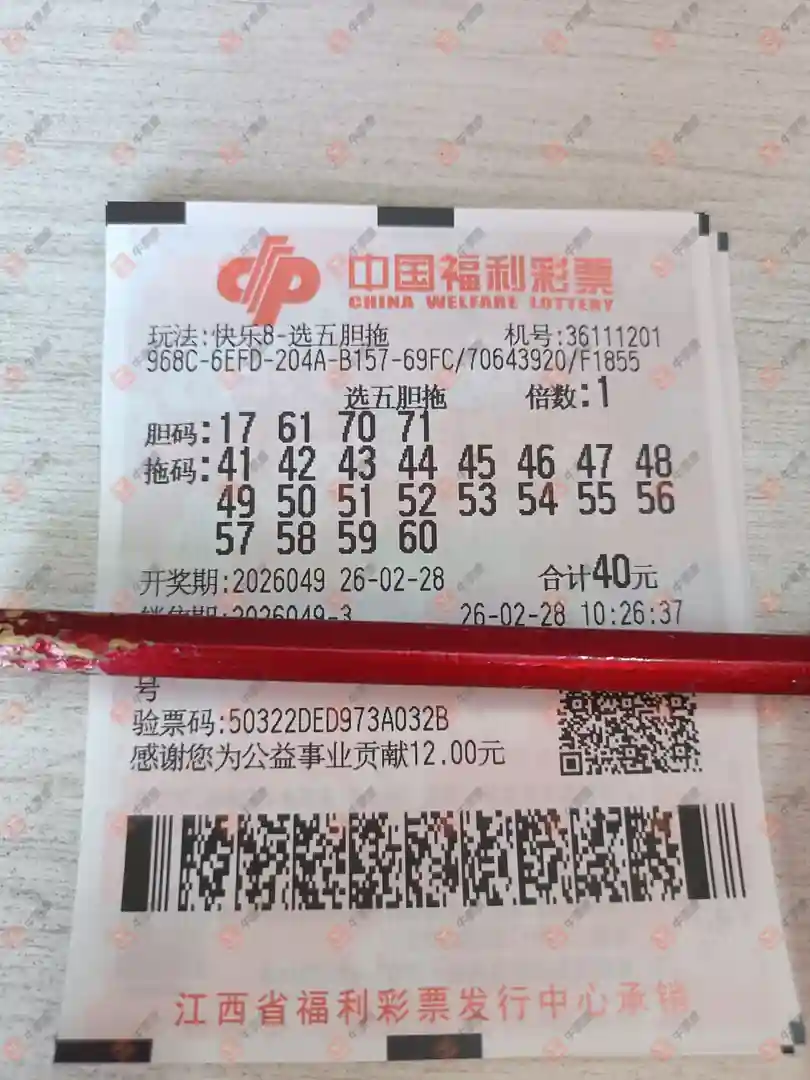 中国福利彩票
CHINA WELFARE LOTTERY
玩法:快乐8-选五胆拖 机号:36111201
968C-6EFD-204A-B157-69FC/70643920/F1855
选五胆拖 倍数:1
胆码:17 61 70 71
拖码:41 42 43 44 45 46 47 48
49 50 51 52 53 54 55 56
57 58 59 60
开奖期:2026049 26-02-28 合计40元
销售期:2026049-3 26-02-28 10:26:37
号
验票码:50322DED973A032B
感谢您为公益事业贡献12.00元
江西省福利彩票发行中心承销